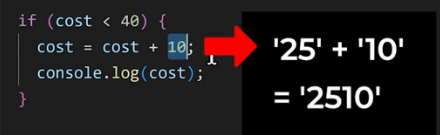 if (cost < 40) {
cost = cost + 10;
console.log(cost);
}
'25' + '10'
= '2510'